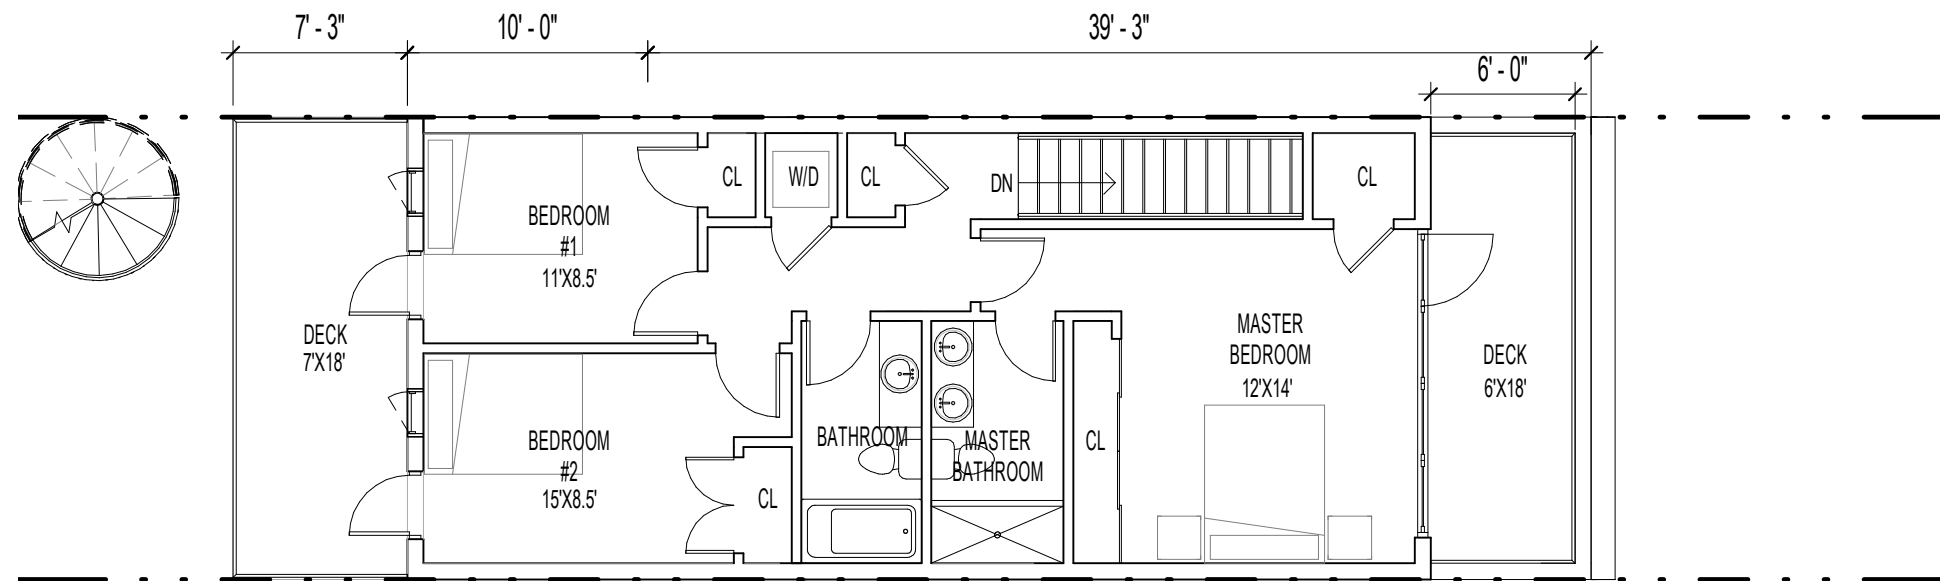 7' - 3"
10' - 0"
39' - 3"
6' - 0"
CL
W/D
CL
DN
CL
BEDROOM
#1
11'X8.5'
DECK
7'X18'
MASTER
BEDROOM
12'X14'
DECK
6'X18'
BEDROOM
#2
15'X8.5'
CL
BATHROOM
MASTER
BATHROOM
CL